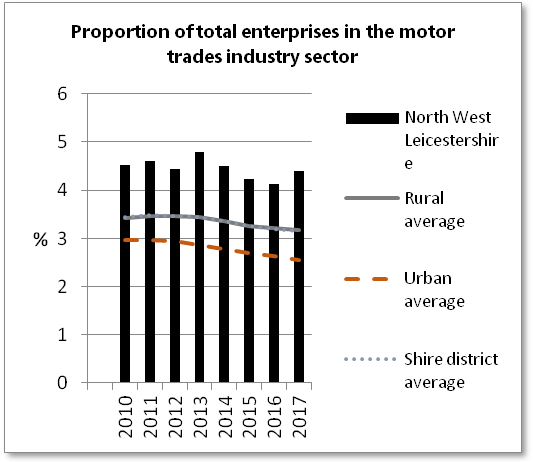 Proportion of total enterprises in the motor
trades industry sector
6
5
4
3
2
1
0
%
2010
2011
2012
2013
2014
2015
2016
2017
North West
Leicestershir
e
Rural
average
Urban
average
Shire district
average